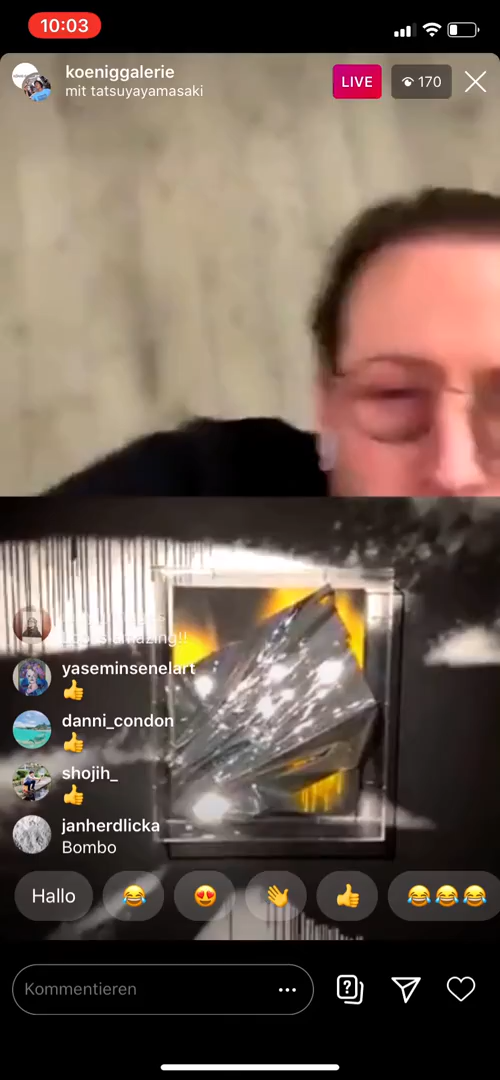 10:03
koeniggalerie
mit tatsuyayamasaki
LIVE
170
amazing!!
yaseminsenelart
👍
danni_condon
👍
shojih_
👍
janherdlicka
Bombo
Hallo
😂
😍
👋
👍
😂😂😂
Kommentieren